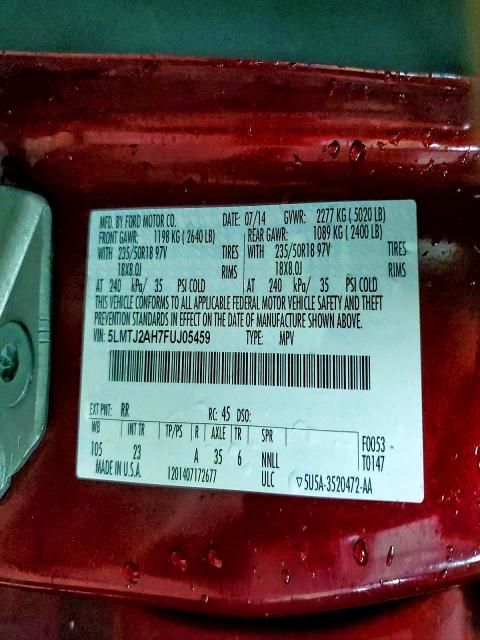 MFD. BY FORD MOTOR CO. DATE: 07/14 GVWR: 2277 KG ( 5020 LB)
FRONT GAWR: 1198 KG ( 2640 LB) REAR GAWR: 1089 KG ( 2400 LB)
WITH 235/50R18 97V TIRES WITH 235/50R18 97V TIRES
18X8.0J RIMS 18X8.0J RIMS
AT 240 kPa/ 35 PSI COLD AT 240 kPa/ 35 PSI COLD
THIS VEHICLE CONFORMS TO ALL APPLICABLE FEDERAL MOTOR VEHICLE SAFETY AND THEFT
PREVENTION STANDARDS IN EFFECT ON THE DATE OF MANUFACTURE SHOWN ABOVE.
VIN: 5LMTJ2AH7FUJ05459 TYPE: MPV
EXT PNT: RR RC: 45 DSO:
WB INT TR TP/PS R AXLE TR SPR F0053 -
105 23 A 35 6 NNLL T0147
MADE IN U.S.A. 1201407172677 ULC ▽5U5A-3520472-AA